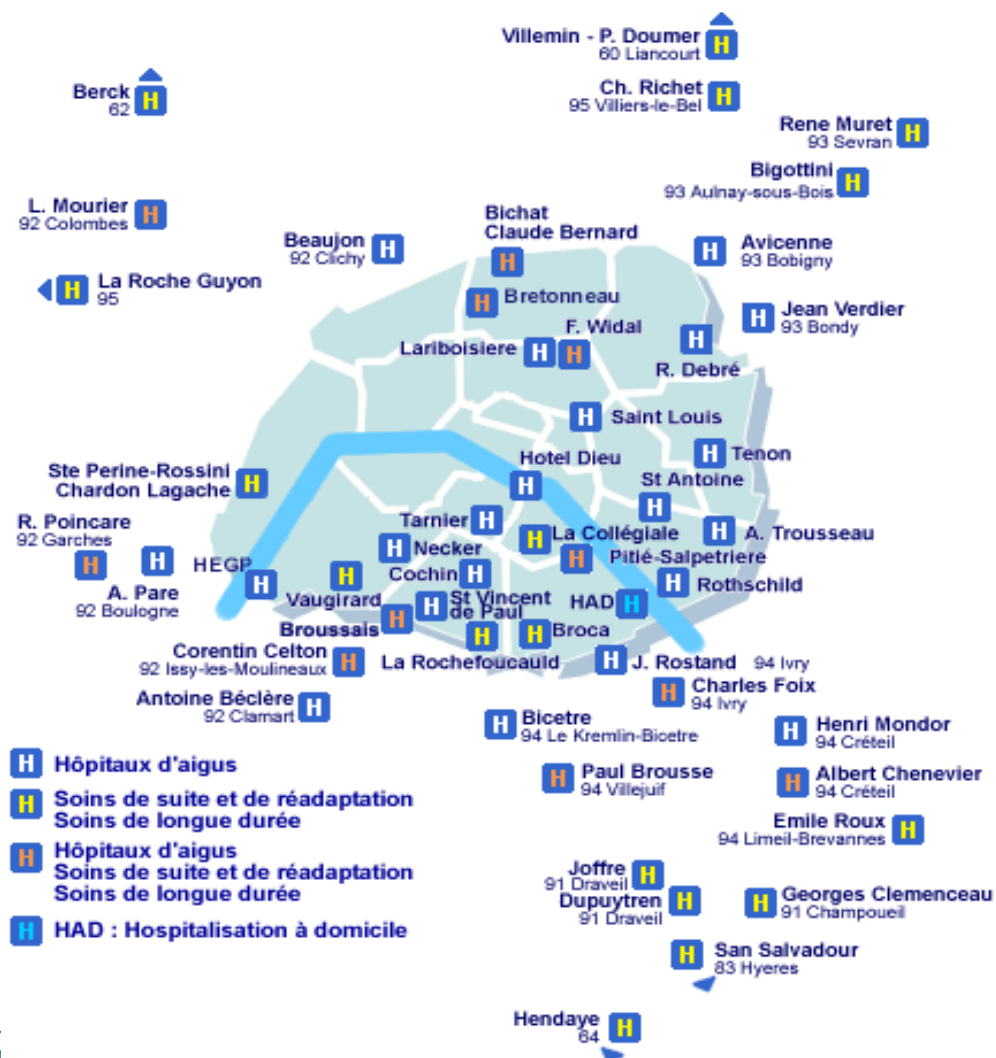 Villemin - P. Doumer
60 Liancourt
H
Berck
62
H
Ch. Richet
95 Villiers-le-Bel
H
Rene Muret
93 Sevran
H
Bigottini
93 Aulnay-sous-Bois
H
L. Mourier
92 Colombes
H
Beaujon
92 Clichy
H
Bichat
Claude Bernard
H
Avicenne
93 Bobigny
H
La Roche Guyon
95
H
Bretonneau
H
Jean Verdier
93 Bondy
H
F. Widal
H
Lariboisiere
H
R. Debré
H
Saint Louis
H
Tenon
H
Hotel Dieu
H
Ste Perine-Rossini
Chardon Lagache
H
St Antoine
H
Tarnier
H
La Collégiale
H
A. Trousseau
H
R. Poincare
92 Garches
H
Necker
H
Pitié-Salpetriere
H
HEGP
H
A. Pare
92 Boulogne
H
Cochin
H
Rothschild
H
Vaugirard
H
St Vincent
de Paul
H
HAD
H
Broussais
H
La Rochefoucauld
H
Broca
H
Corentin Celton
92 Issy-les-Moulineaux
H
J. Rostand 94 Ivry
H
Charles Foix
94 Ivry
H
Antoine Béclère
92 Clamart
H
Bicetre
94 Le Kremlin-Bicetre
H
Henri Mondor
94 Créteil
H
Paul Brousse
94 Villejuif
H
Albert Chenevier
94 Créteil
H
Emile Roux
94 Limeil-Brevannes
H
Joffre
91 Draveil
H
Dupuytren
91 Draveil
H
Georges Clemenceau
91 Champoueil
H
San Salvadour
83 Hyeres
H
Hendaye
64
H
H Hôpitaux d'aigus
H Soins de suite et de réadaptation
Soins de longue durée
H Hôpitaux d'aigus
Soins de suite et de réadaptation
Soins de longue durée
H HAD : Hospitalisation à domicile